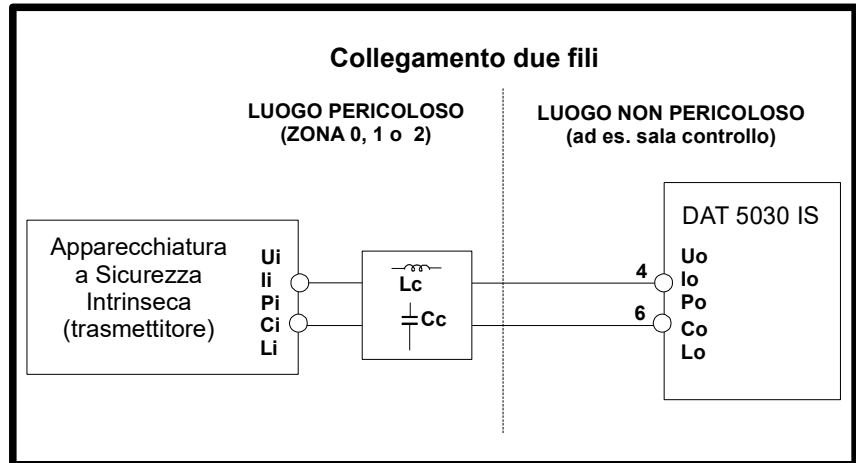 Collegamento due fili
LUOGO PERICOLOSO
(ZONA 0, 1 o 2)
LUOGO NON PERICOLOSO
(ad es. sala controllo)
Apparecchiatura
a Sicurezza
Intrinseca
(trasmettitore)
Ui
Ii
Pi
Ci
Li
Lc
Cc
4
6
DAT 5030 IS
Uo
Io
Po
Co
Lo